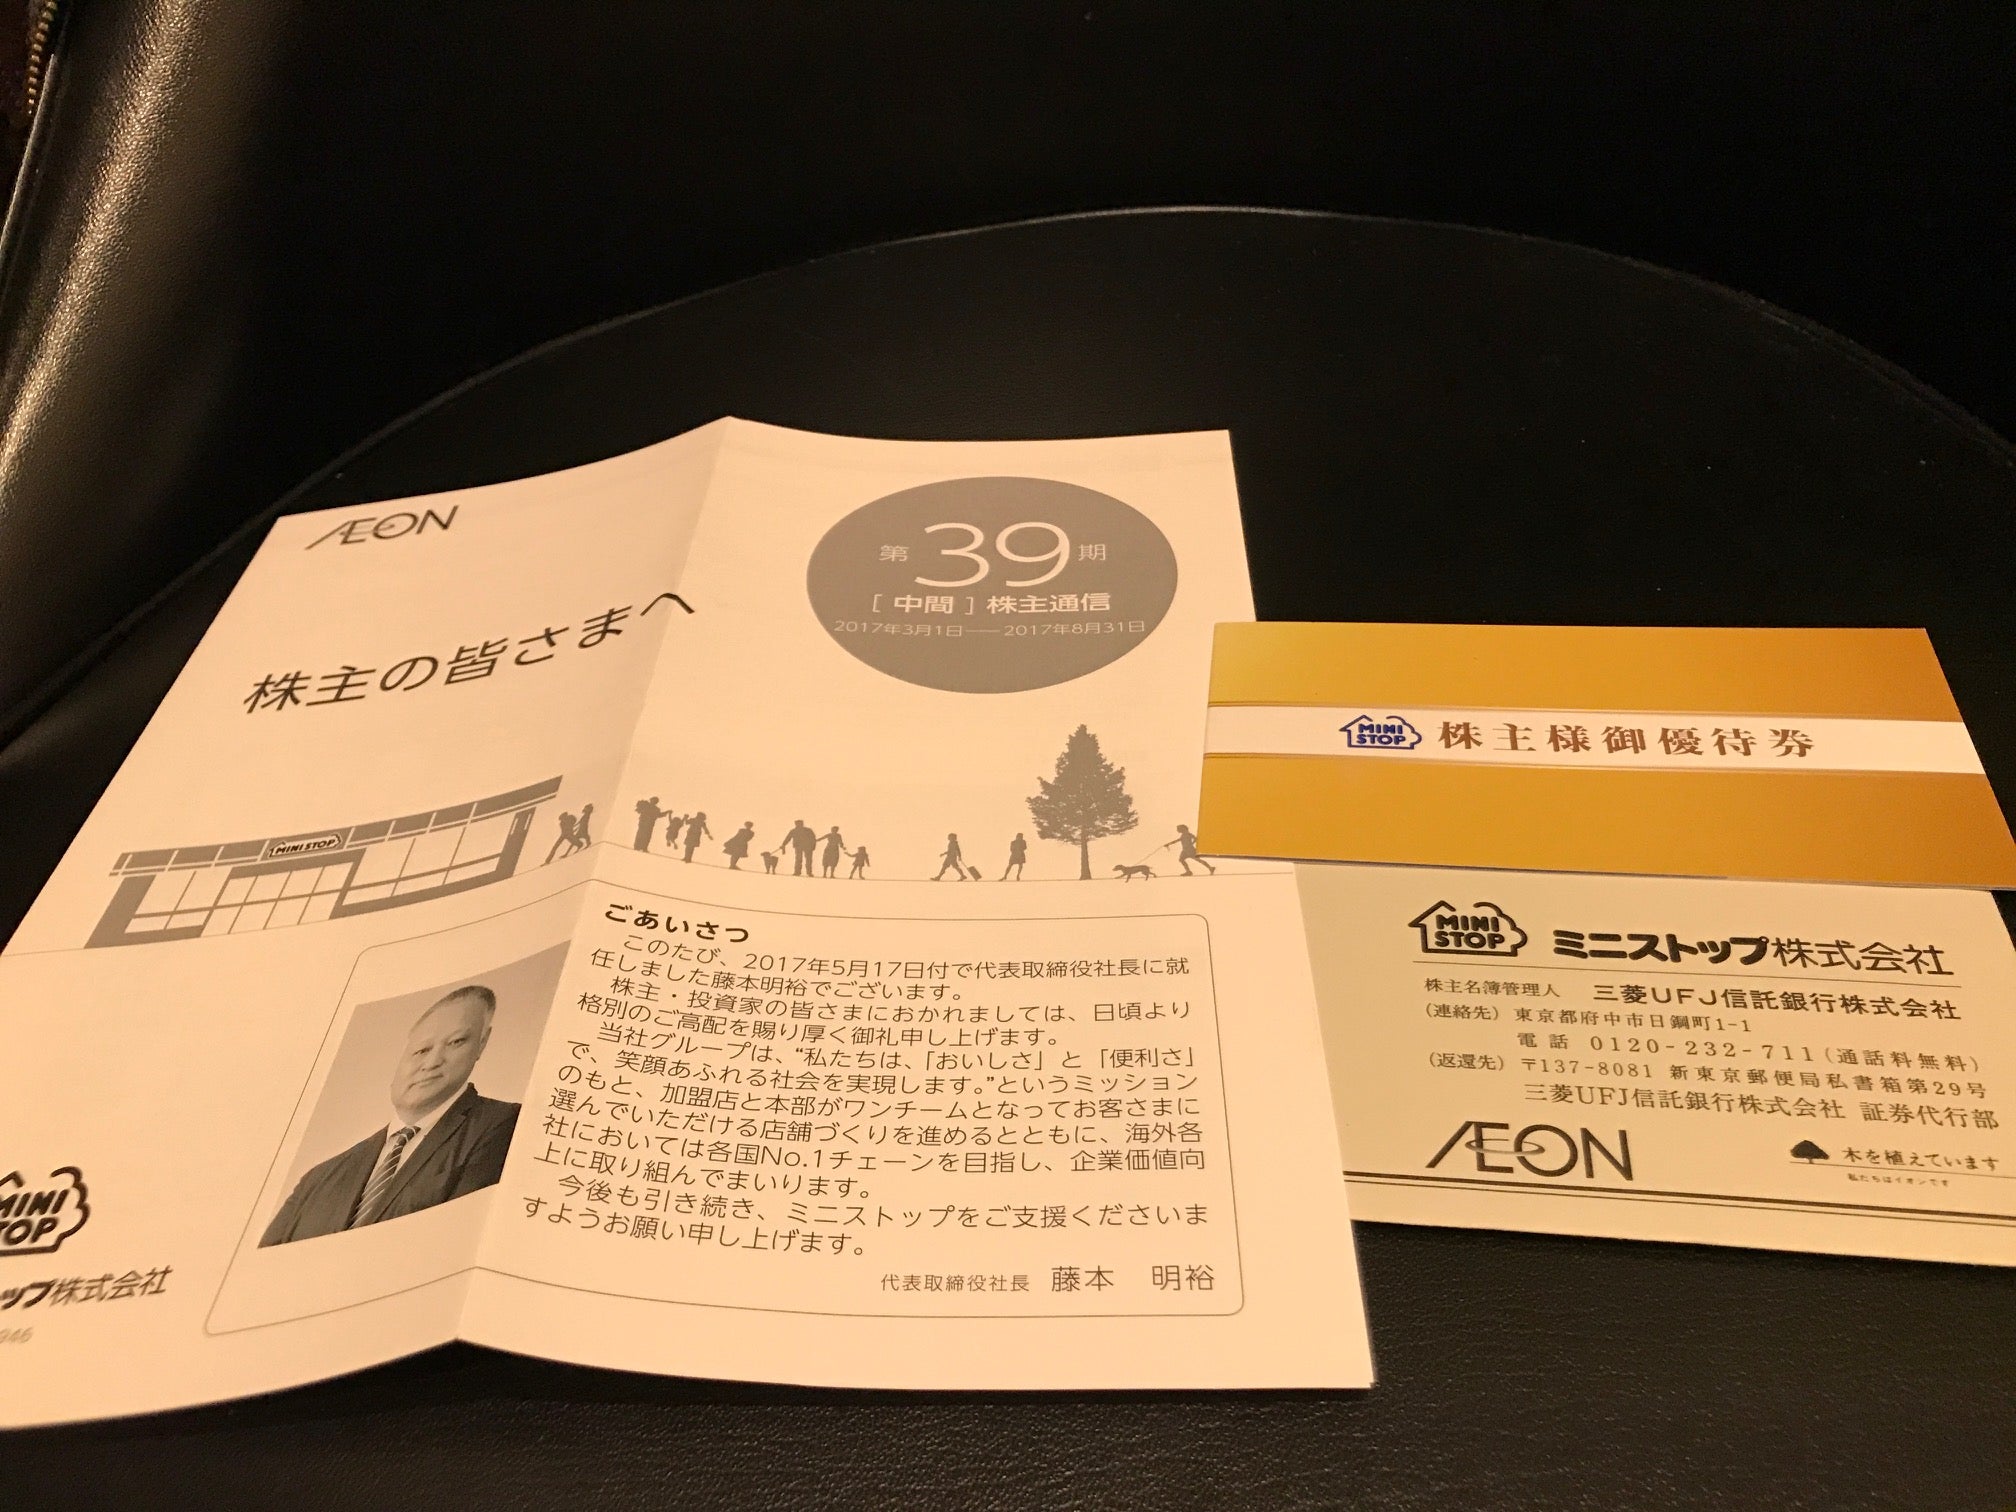 ÆON
株主の皆さまへ
第39期
[中間]株主通信
2017年3月1日―2017年8月31日
MINISTOP
ごあいさつ
このたび、2017年5月17日付で代表取締役社長に就
任しました藤本明裕でございます。
株主・投資家の皆さまにおかれましては、日頃より
格別のご高配を賜り厚く御礼申し上げます。
当社グループは、“私たちは、「おいしさ」と「便利さ」
で、笑顔あふれる社会を実現します。”というミッション
のもと、加盟店と本部がワンチームとなってお客さまに
選んでいただける店舗づくりを進めるとともに、海外各
社においては各国No.1チェーンを目指し、企業価値向
上に取り組んでまいります。
今後も引き続き、ミニストップをご支援くださいま
すようお願い申し上げます。
代表取締役社長 藤本 明裕
MINI
STOP
ップ株式会社
946
MINI
STOP
株主様御優待券
MINI
STOP
ミニストップ株式会社
株主名簿管理人 三菱UFJ信託銀行株式会社
(連絡先) 東京都府中市日鋼町1-1
電話 0120-232-711(通話料無料)
(返還先) 〒137-8081 新東京郵便局私書箱第29号
三菱UFJ信託銀行株式会社 証券代行部
ÆON
木を植えています
私たちはイオンです